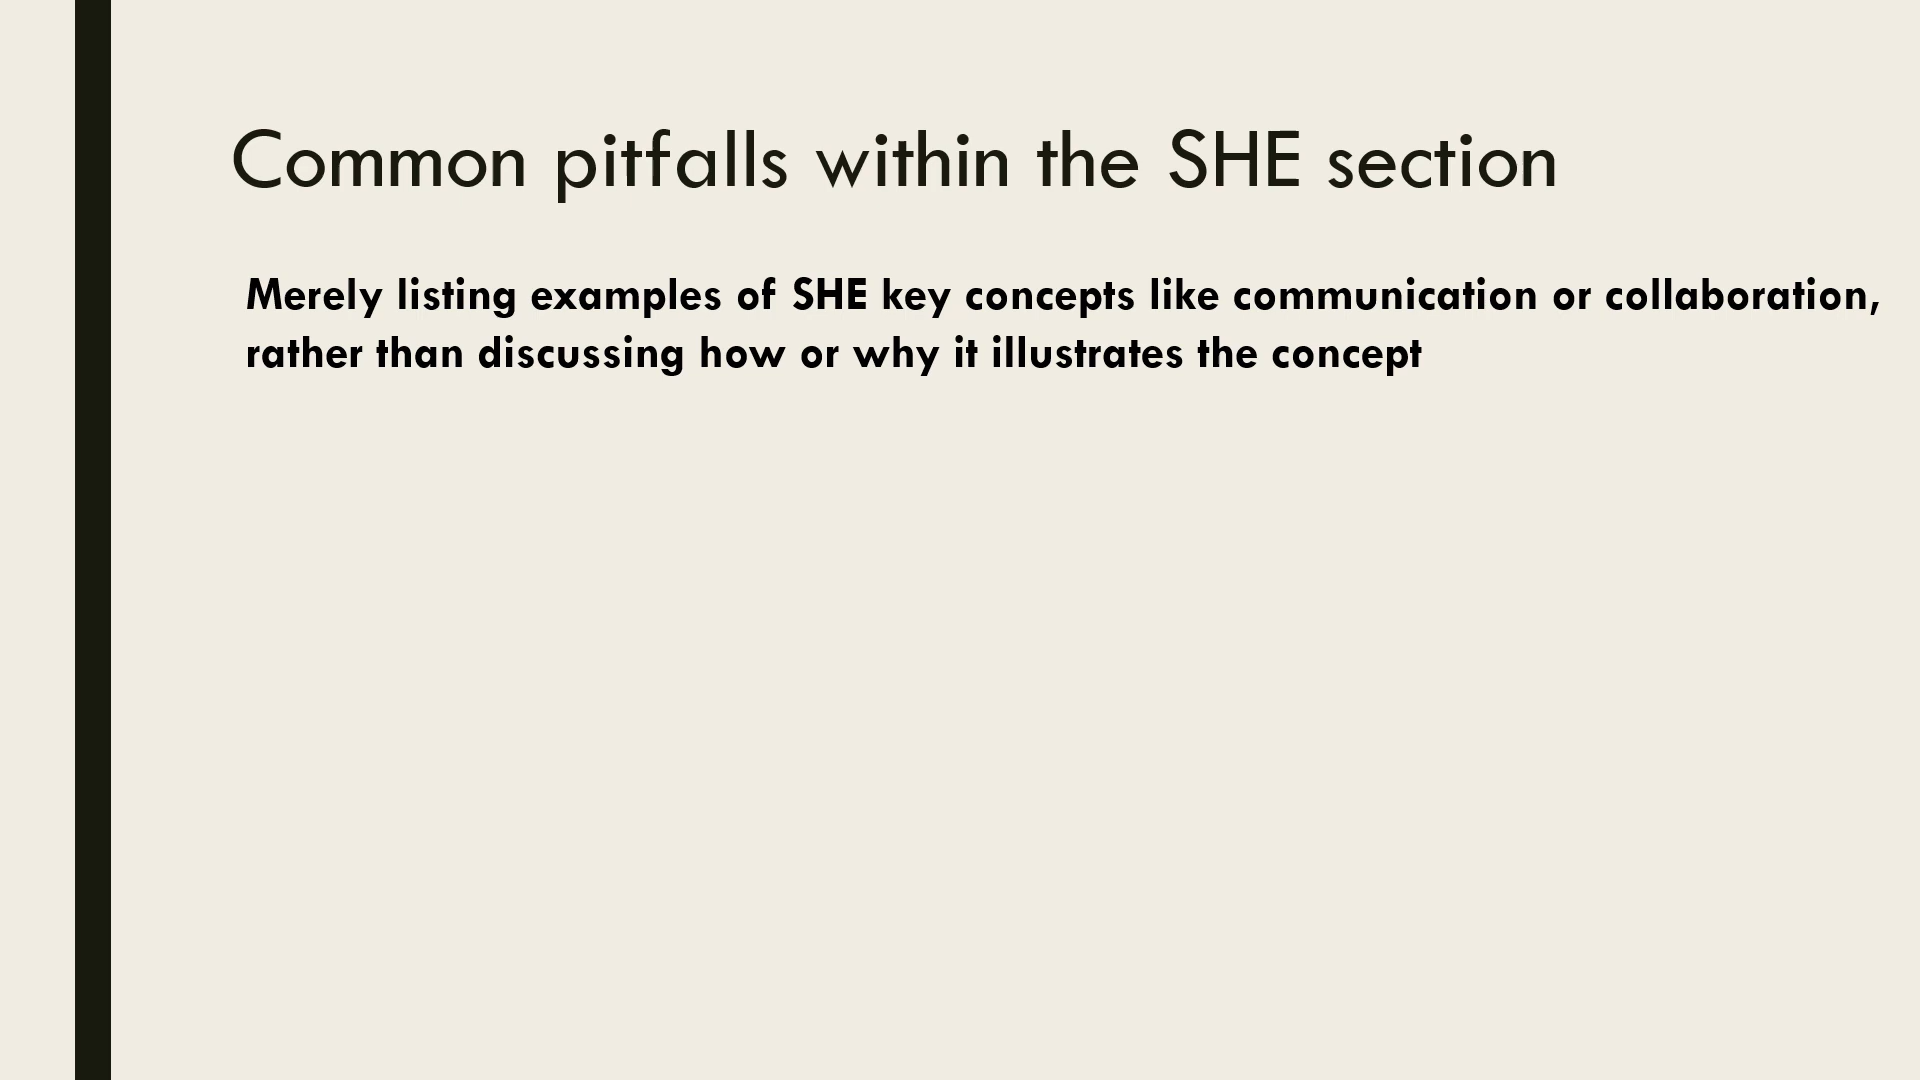 Common pitfalls within the SHE section
Merely listing examples of SHE key concepts like communication or collaboration,
rather than discussing how or why it illustrates the concept